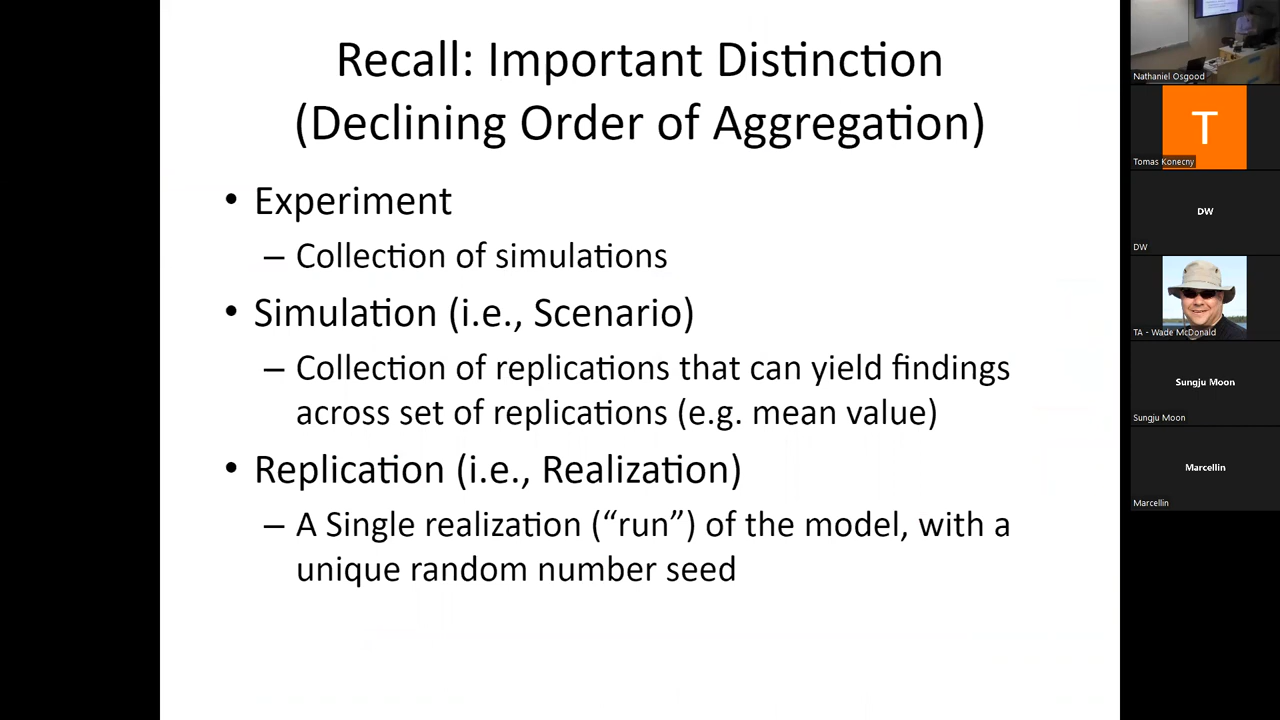 Recall: Important Distinction
(Declining Order of Aggregation)
• Experiment
– Collection of simulations
• Simulation (i.e., Scenario)
– Collection of replications that can yield findings
across set of replications (e.g. mean value)
• Replication (i.e., Realization)
– A Single realization (“run”) of the model, with a
unique random number seed
Nathaniel Osgood
T
Tomas Konecny
DW
DW
TA - Wade McDonald
Sungju Moon
Sungju Moon
Marcellin
Marcellin